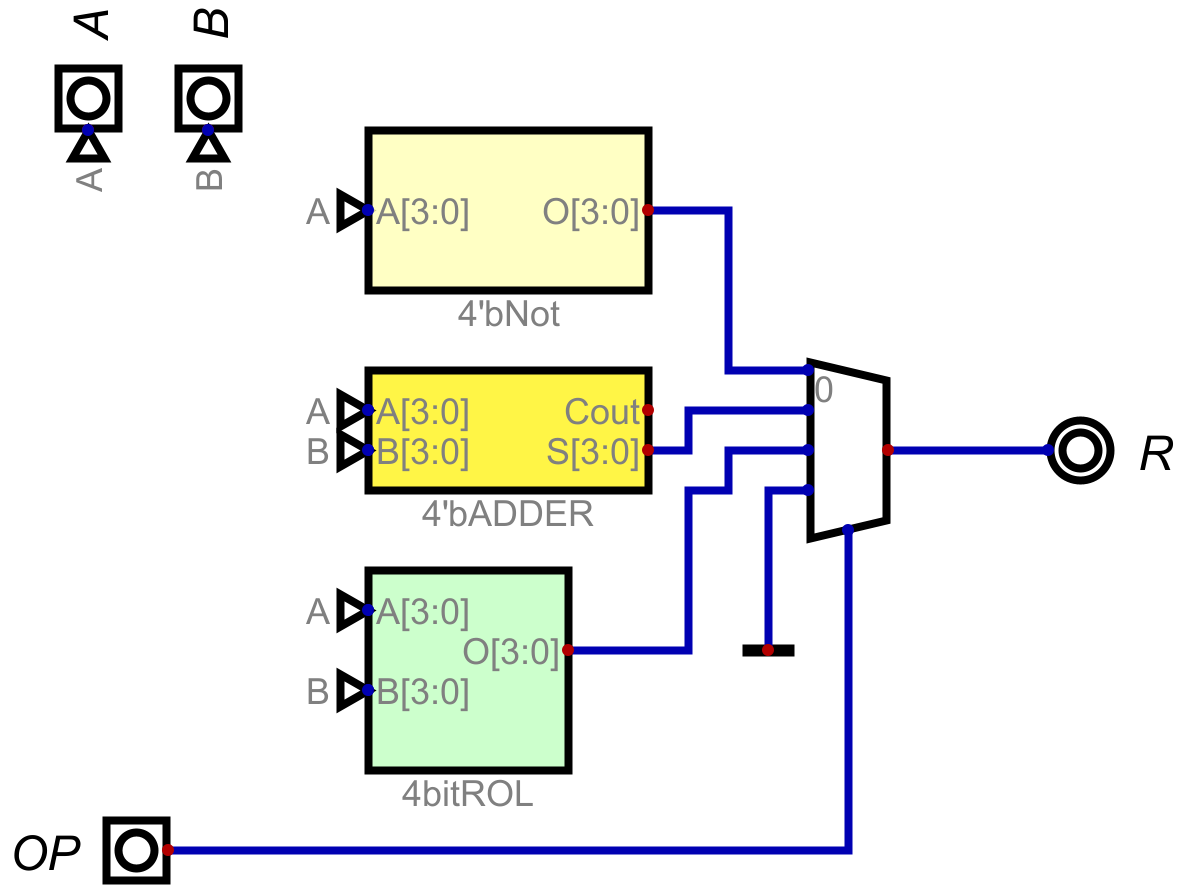 A
B
A
B
A
A[3:0]
O[3:0]
4'bNot
A
A[3:0]
Cout
B
B[3:0]
S[3:0]
4'bADDER
0
R
A
A[3:0]
O[3:0]
B
B[3:0]
4bitROL
OP